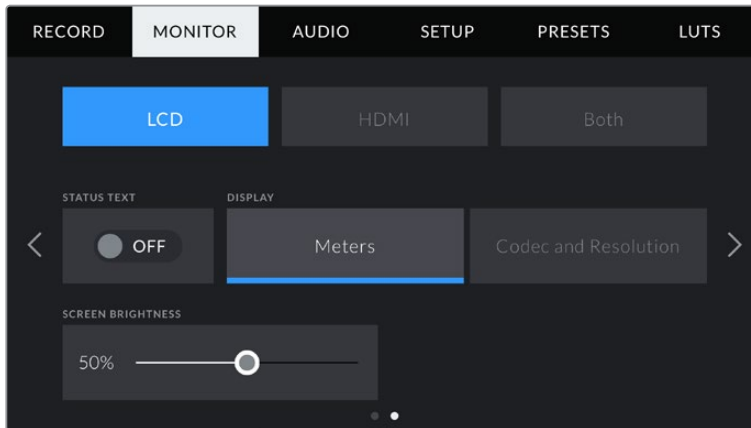 RECORD MONITOR AUDIO SETUP PRESETS LUTS
LCD HDMI Both
STATUS TEXT DISPLAY
OFF Meters Codec and Resolution
SCREEN BRIGHTNESS
50%